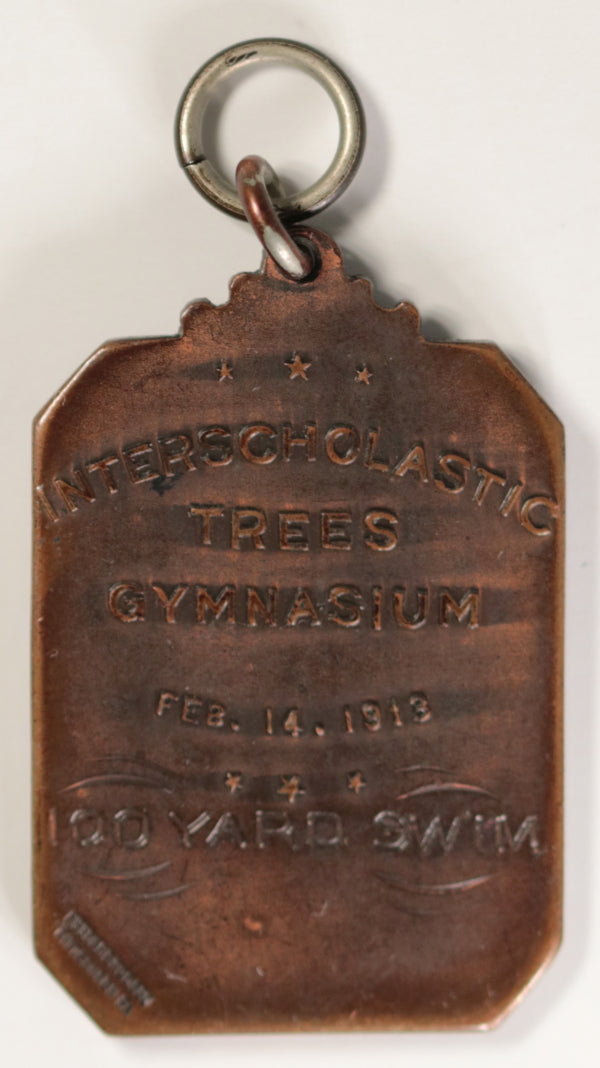 INTERSCHOLASTIC
TREES
GYMNASIUM
FEB. 14. 1913
100 YARD SWIM